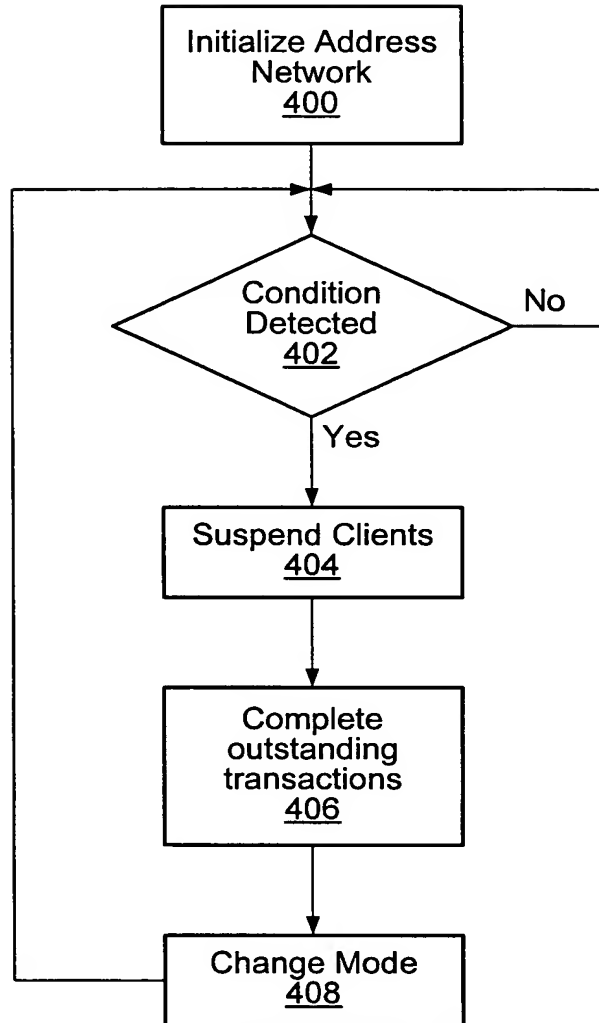 Initialize Address
Network
400
Condition
Detected
402
No
Yes
Suspend Clients
404
Complete
outstanding
transactions
406
Change Mode
408